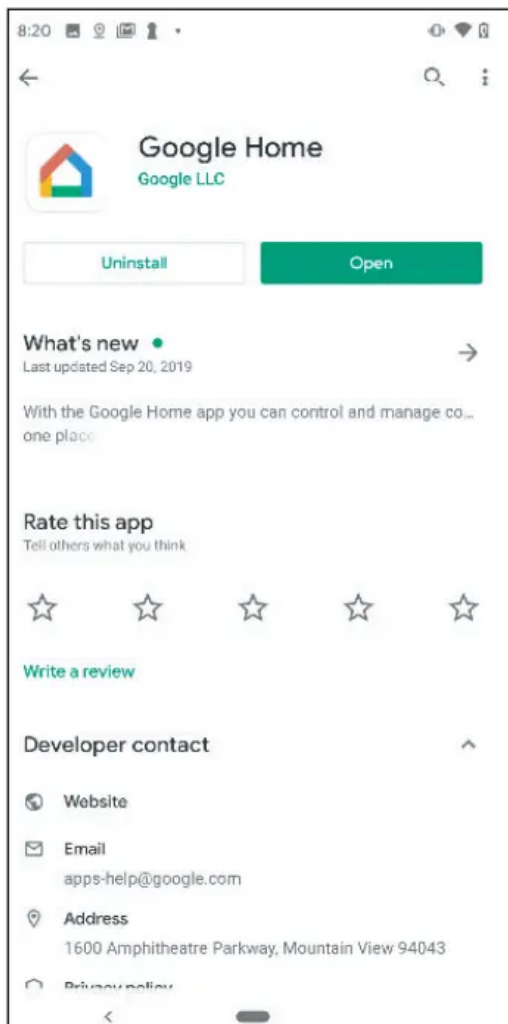 8:20
Google Home
Google LLC
Uninstall
Open
What's new
Last updated Sep 20, 2019
With the Google Home app you can control and manage co...
one place
Rate this app
Tell others what you think
Write a review
Developer contact
Website
Email
apps-help@google.com
Address
1600 Amphitheatre Parkway, Mountain View 94043
Privacy policy